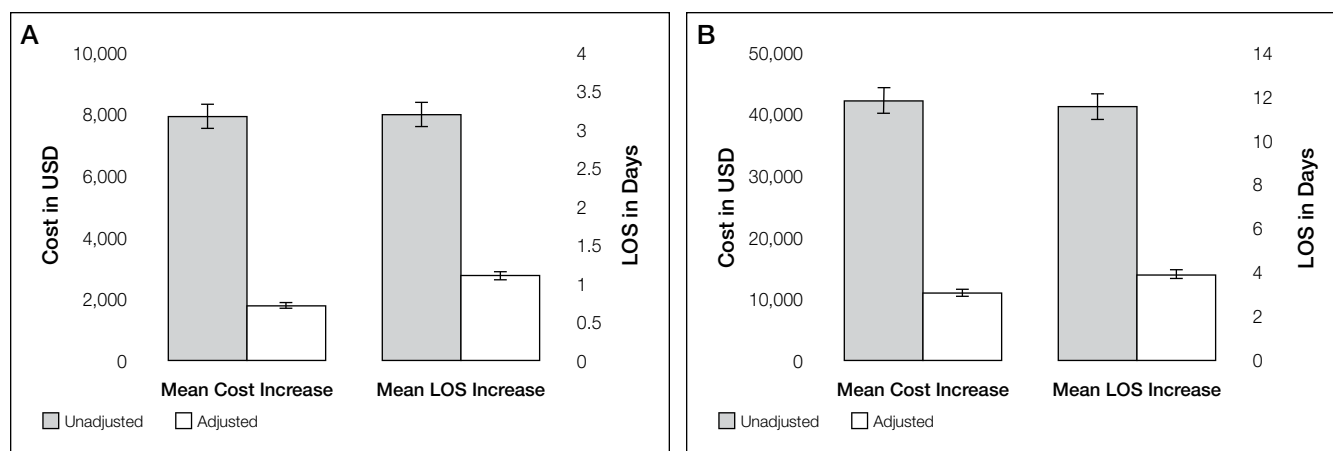 A
10,000
8,000
6,000
4,000
2,000
0
Cost in USD
4
3.5
3
2.5
2
1.5
1
0.5
0
LOS in Days
Mean Cost Increase
Mean LOS Increase
Unadjusted
Adjusted
B
50,000
40,000
30,000
20,000
10,000
0
Cost in USD
14
12
10
8
6
4
2
0
LOS in Days
Mean Cost Increase
Mean LOS Increase
Unadjusted
Adjusted